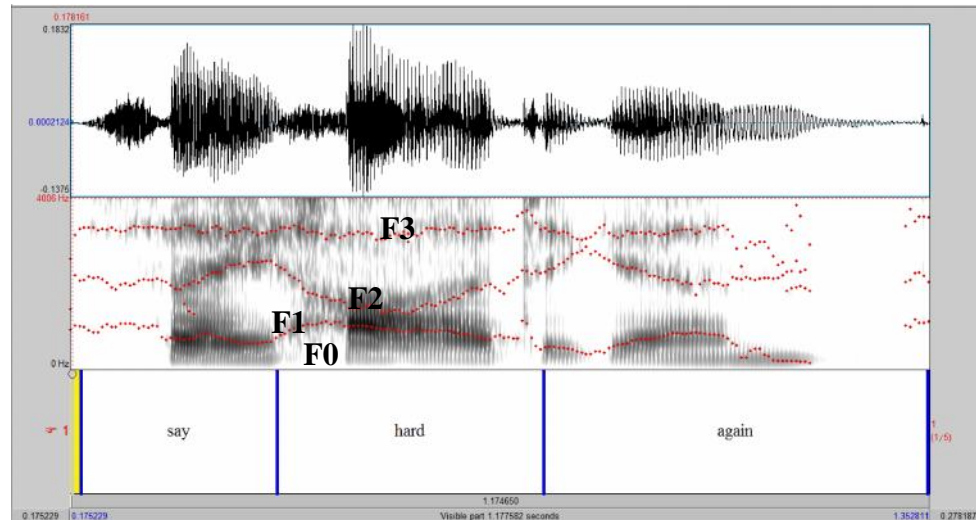 0.178161
0.1832
0.0002124
-0.1376
4606 Hz
F3
F2
F1
F0
0 Hz
☞ 1
say
hard
again
1
(1/5)
1.174650
0.175229 0.175229 Visible part 1.177582 seconds 1.352811 0.278187